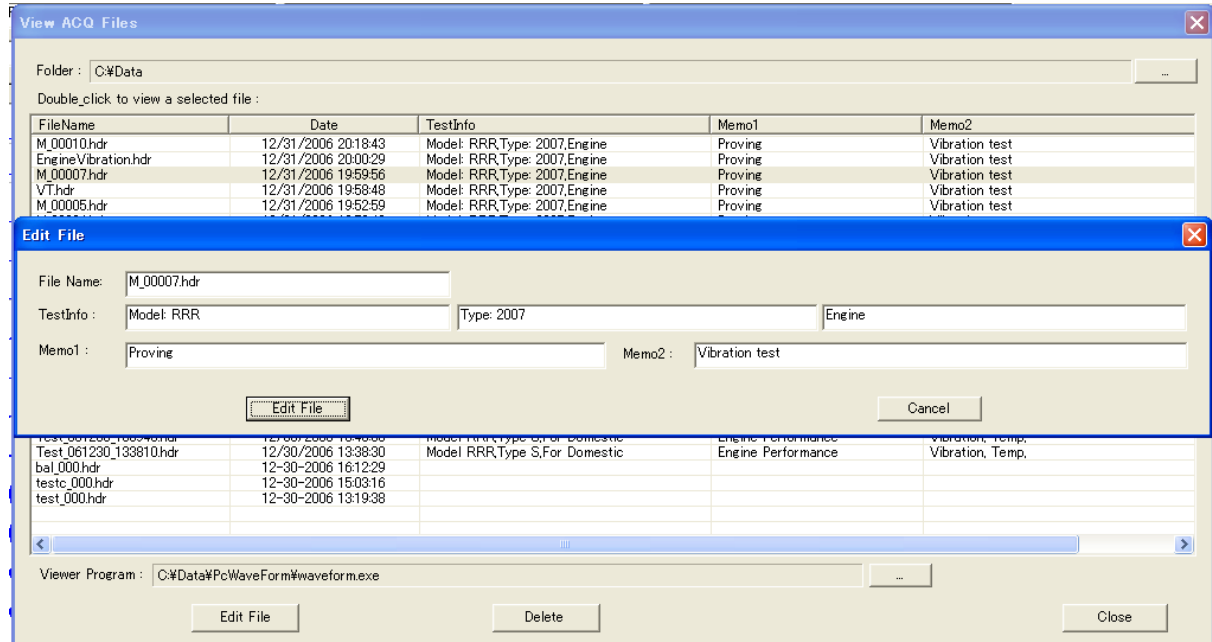 View ACQ Files
Folder : C:¥Data ...
Double_click to view a selected file :
FileName Date TestInfo Memo1 Memo2
M_00010.hdr 12/31/2006 20:18:43 Model: RRR,Type: 2007,Engine Proving Vibration test
EngineVibration.hdr 12/31/2006 20:00:29 Model: RRR,Type: 2007,Engine Proving Vibration test
M_00007.hdr 12/31/2006 19:59:56 Model: RRR,Type: 2007,Engine Proving Vibration test
VT.hdr 12/31/2006 19:58:48 Model: RRR,Type: 2007,Engine Proving Vibration test
M_00005.hdr 12/31/2006 19:52:59 Model: RRR,Type: 2007,Engine Proving Vibration test
Edit File
File Name: M_00007.hdr
TestInfo : Model: RRR Type: 2007 Engine
Memo1 : Proving Memo2 : Vibration test
Edit File Cancel
Test_061230_133810.hdr 12/30/2006 13:38:30 Model RRR,Type S,For Domestic Engine Performance Vibration, Temp,
bal_000.hdr 12-30-2006 16:12:29
testc_000.hdr 12-30-2006 15:03:16
test_000.hdr 12-30-2006 13:19:38
Viewer Program : C:¥Data¥PcWaveForm¥waveform.exe ...
Edit File Delete Close